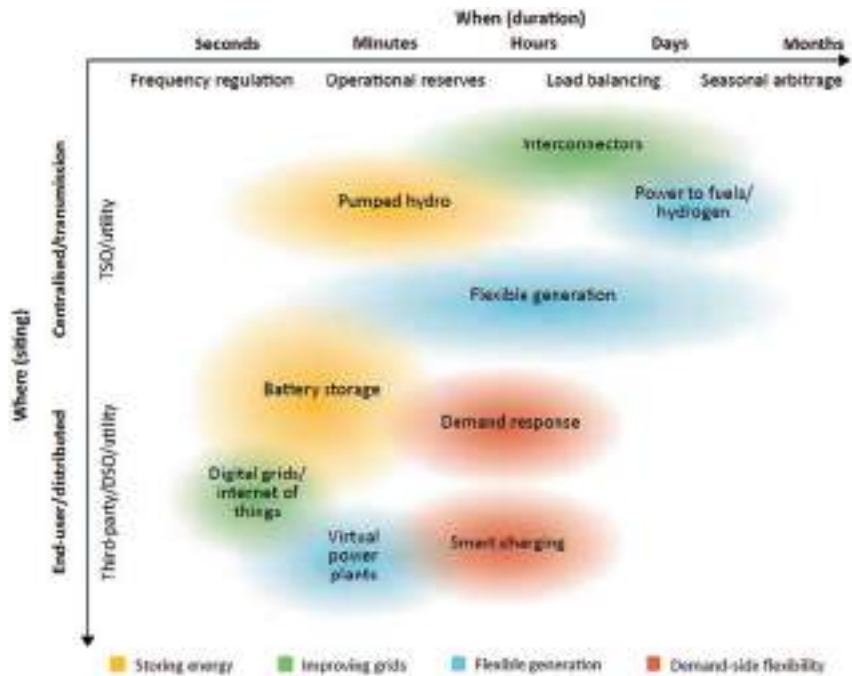 When (duration)
Seconds Minutes Hours Days Months
Frequency regulation Operational reserves Load balancing Seasonal arbitrage
Where (siting)
Centralised/transmission
TSO/utility
End-user/distributed
Third-party/DSO/utility
Interconnectors
Pumped hydro
Power to fuels/
hydrogen
Flexible generation
Battery storage
Demand response
Digital grids/
internet of
things
Virtual
power
plants
Smart charging
Storing energy Improving grids Flexible generation Demand-side flexibility